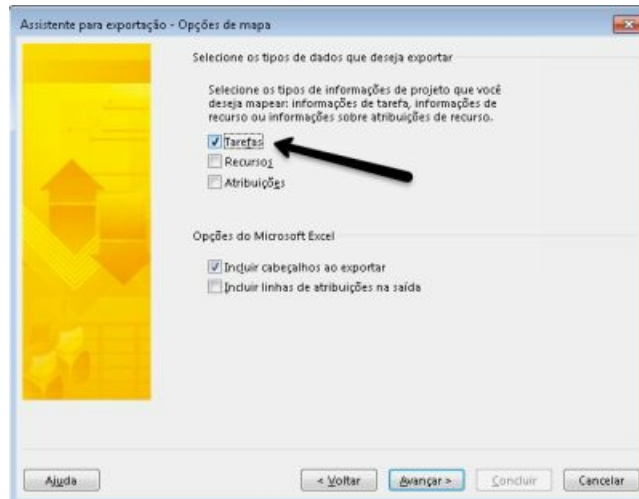 Assistente para exportação - Opções de mapa
Selecione os tipos de dados que deseja exportar
Selecione os tipos de informações de projeto que você
deseja mapear: informações de tarefa, informações de
recurso ou informações sobre atribuições de recurso.
Tarefas
Recursos
Atribuições
Opções do Microsoft Excel
Incluir cabeçalhos ao exportar
Incluir linhas de atribuições na saída
Ajuda
< Voltar
Avançar >
Concluir
Cancelar